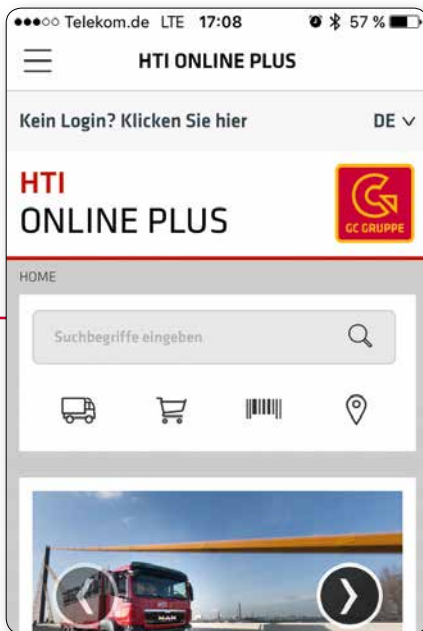 Telekom.de LTE 17:08 57 %
HTI ONLINE PLUS
Kein Login? Klicken Sie hier DE
HTI
ONLINE PLUS
GC GRUPPE
HOME
Suchbegriffe eingeben
MAN